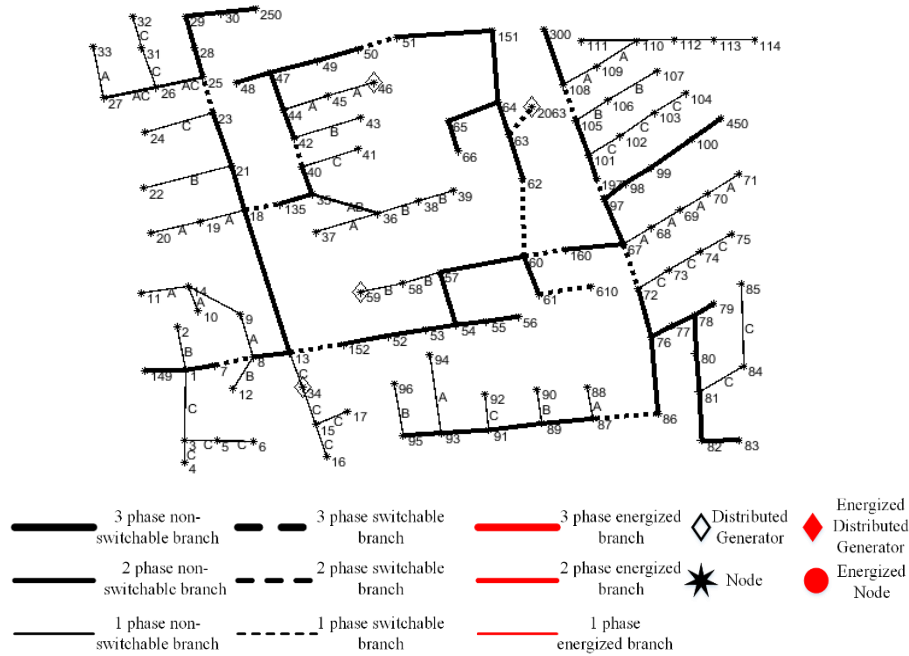 32
29
30
250
33
C
31
28
51
151
300
111
110
112
113
114
A
109
27
AC
26
AC
25
48
47
49
50
46
44
A
45
A
108
A
107
106
B
105
104
103
C
102
C
101
2063
64
63
65
66
62
24
C
23
42
B
43
40
C
41
22
B
21
20
19
A
18
135
35
AB
36
B
38
B
39
37
A
450
100
99
98
197
97
71
A
70
A
69
A
68
A
67
75
C
74
C
73
C
72
160
60
61
610
57
B
58
59
11
A
14
A
10
9
A
2
B
149
1
7
8
B
12
13
C
34
C
15
C
17
C
16
152
52
53
54
55
56
C
3
C
5
C
6
C
4
79
78
77
76
80
85
C
84
C
81
82
83
94
A
96
B
95
93
92
C
91
90
B
89
88
A
87
86
3 phase non-
switchable branch
3 phase switchable
branch
3 phase energized
branch
Distributed
Generator
Energized
Distributed
Generator
2 phase non-
switchable branch
2 phase switchable
branch
2 phase energized
branch
Node
Energized
Node
1 phase non-
switchable branch
1 phase switchable
branch
1 phase
energized branch